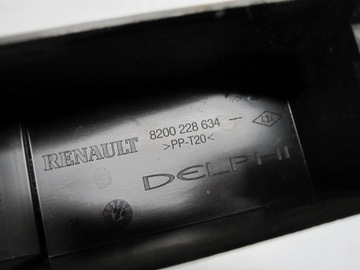 RENAULT 8200 228 634 ---
>PP-T20<
DELPHI